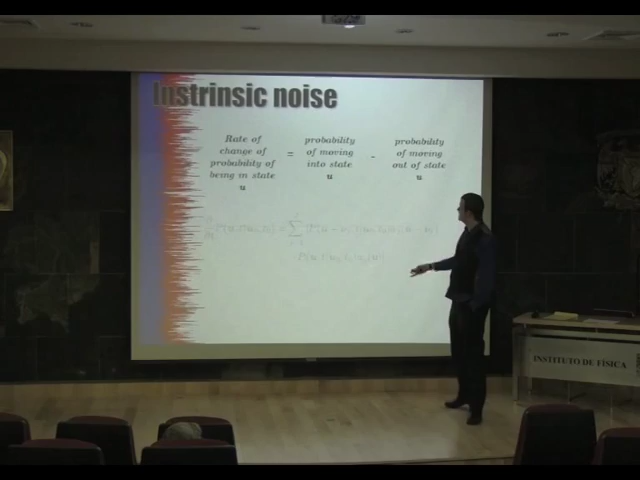 Instrinsic noise
Rate of
change of
probability of
being in state
u
=
probability
of moving
into state
u
-
probability
of moving
out of state
u
INSTITUTO DE FÍSICA